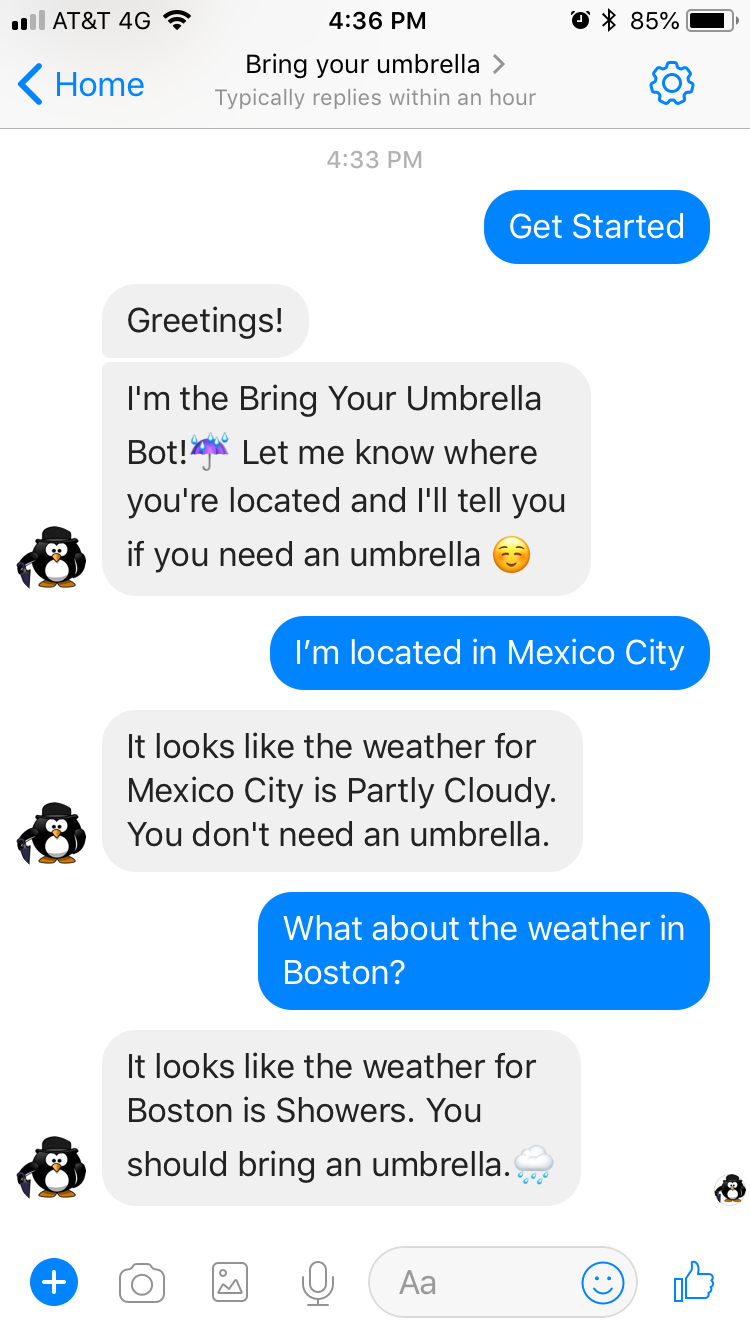 AT&T 4G 4:36 PM 85%
Home
Bring your umbrella
Typically replies within an hour
4:33 PM
Get Started
Greetings!
I'm the Bring Your Umbrella
Bot!☔ Let me know where
you're located and I'll tell you
if you need an umbrella ☺️
I’m located in Mexico City
It looks like the weather for
Mexico City is Partly Cloudy.
You don't need an umbrella.
What about the weather in
Boston?
It looks like the weather for
Boston is Showers. You
should bring an umbrella.🌧️
Aa